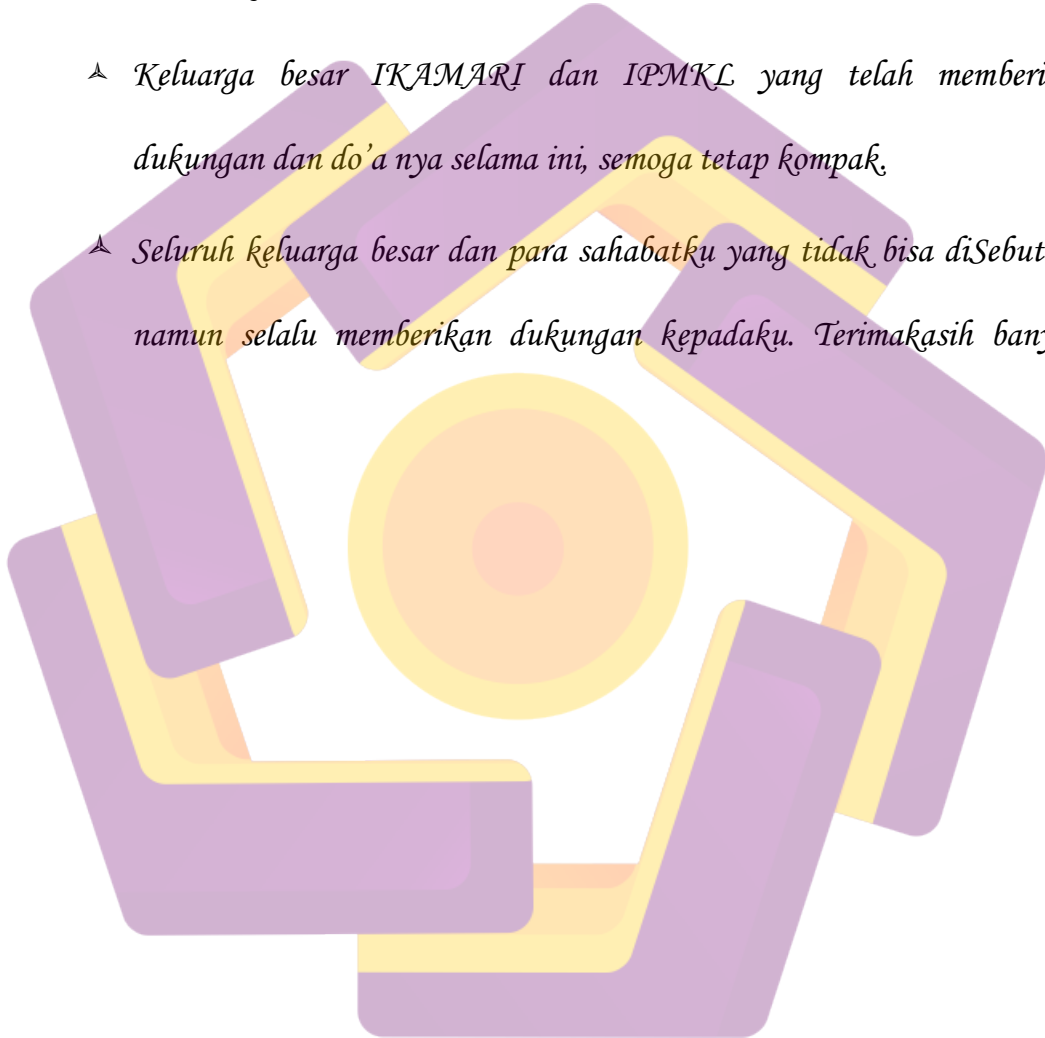 ➢ Keluarga besar IKAMARI dan IPMKL yang telah memberi
dukungan dan do’a nya selama ini, semoga tetap kompak.
➢ Seluruh keluarga besar dan para sahabatku yang tidak bisa diSebut
namun selalu memberikan dukungan kepadaku. Terimakasih bany